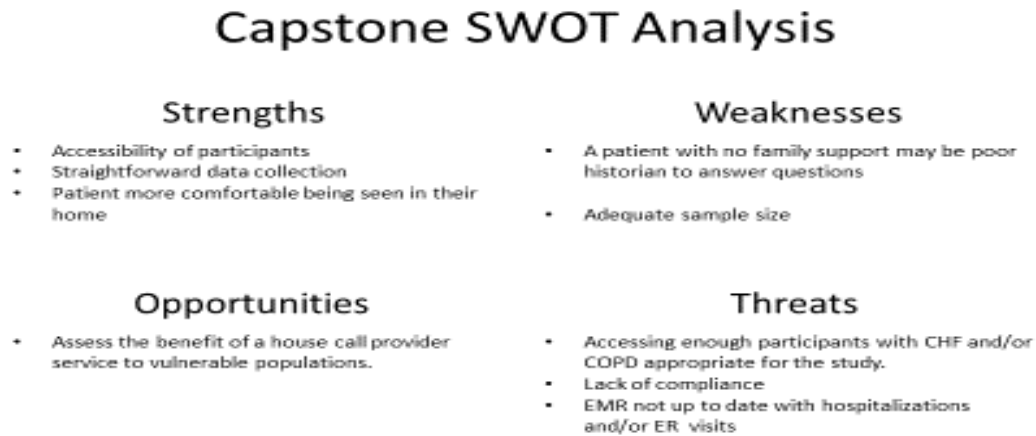 Capstone SWOT Analysis
Strengths
• Accessibility of participants
• Straightforward data collection
• Patient more comfortable being seen in their
home
Weaknesses
• A patient with no family support may be poor
historian to answer questions
• Adequate sample size
Opportunities
• Assess the benefit of a house call provider
service to vulnerable populations.
Threats
• Accessing enough participants with CHF and/or
COPD appropriate for the study.
• Lack of compliance
• EMR not up to date with hospitalizations
and/or ER visits